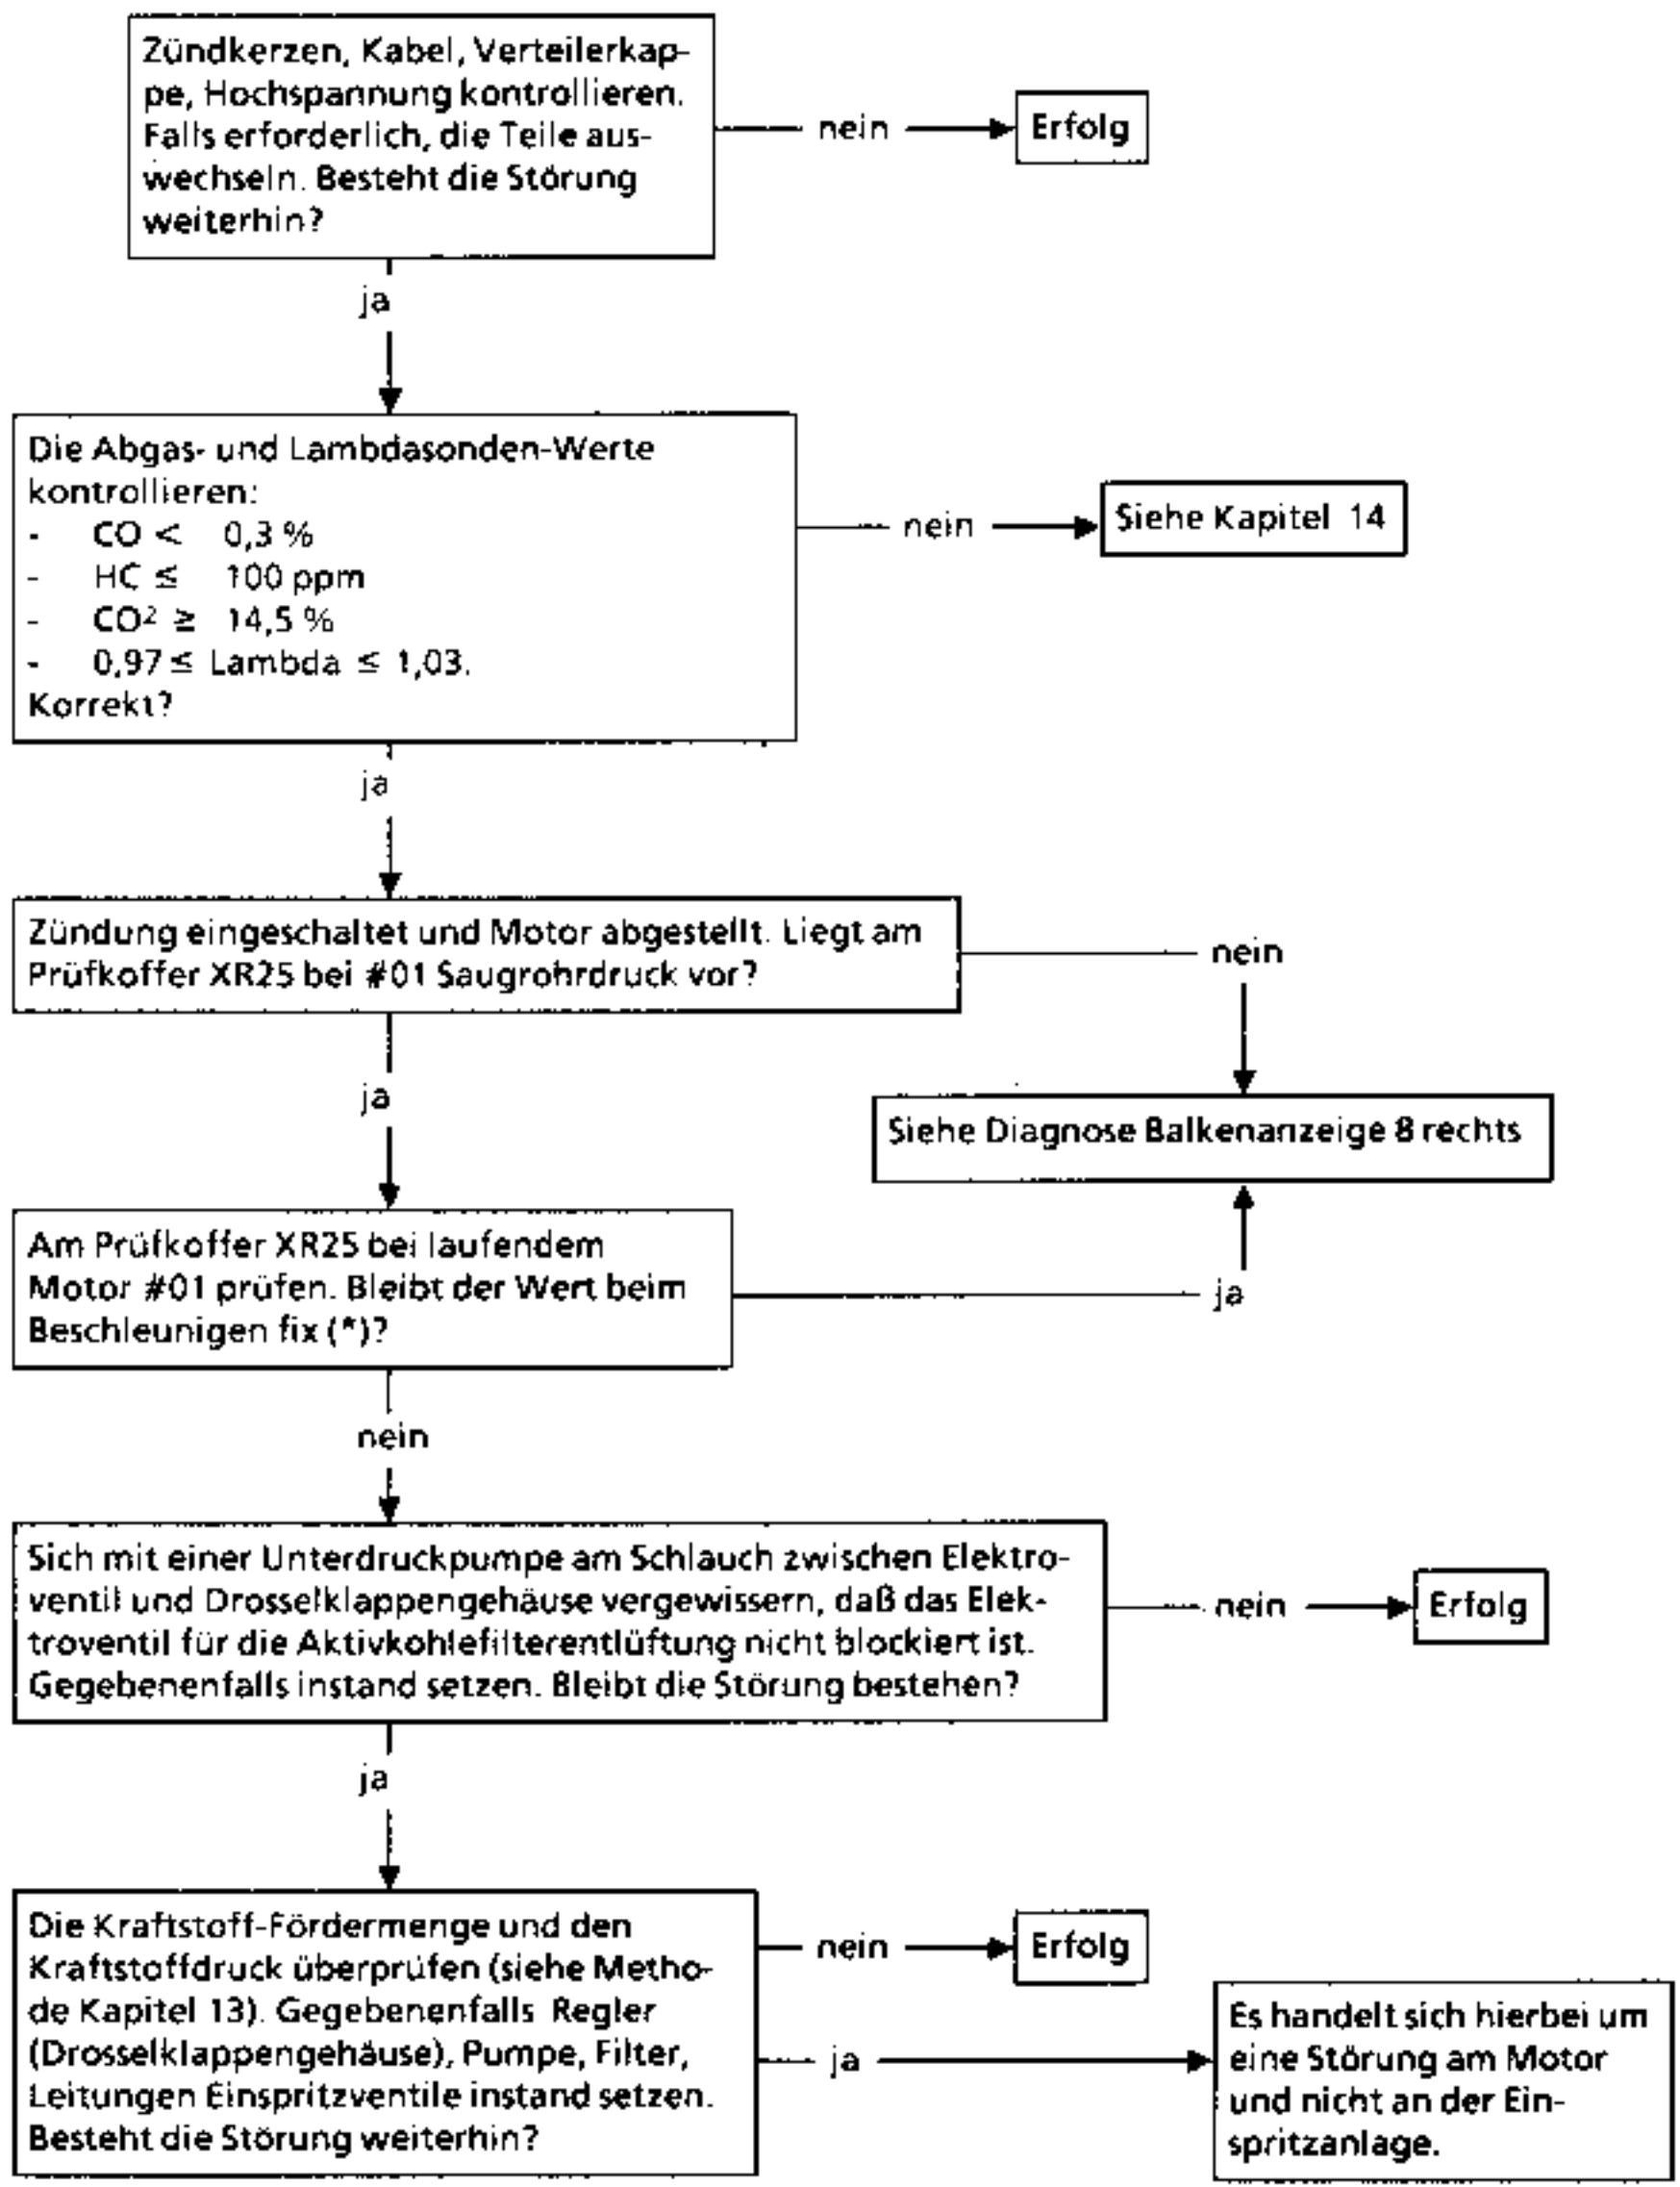 Zündkerzen, Kabel, Verteilerkap-
pe, Hochspannung kontrollieren.
Falls erforderlich, die Teile aus-
wechseln. Besteht die Störung
weiterhin?
nein
Erfolg
ja
Die Abgas- und Lambdasonden-Werte
kontrollieren:
- CO < 0,3 %
- HC ≤ 100 ppm
- CO² ≥ 14,5 %
- 0,97 ≤ Lambda ≤ 1,03.
Korrekt?
nein
Siehe Kapitel 14
ja
Zündung eingeschaltet und Motor abgestellt. Liegt am
Prüfkoffer XR25 bei #01 Saugrohrdruck vor?
nein
ja
Siehe Diagnose Balkenanzeige 8 rechts
Am Prüfkoffer XR25 bei laufendem
Motor #01 prüfen. Bleibt der Wert beim
Beschleunigen fix (*)?
ja
nein
Sich mit einer Unterdruckpumpe am Schlauch zwischen Elektro-
ventil und Drosselklappengehäuse vergewissern, daß das Elek-
troventil für die Aktivkohlefilterentlüftung nicht blockiert ist.
Gegebenenfalls instand setzen. Bleibt die Störung bestehen?
nein
Erfolg
ja
Die Kraftstoff-Fördermenge und den
Kraftstoffdruck überprüfen (siehe Metho-
de Kapitel 13). Gegebenenfalls Regler
(Drosselklappengehäuse), Pumpe, Filter,
Leitungen Einspritzventile instand setzen.
Besteht die Störung weiterhin?
nein
Erfolg
ja
Es handelt sich hierbei um
eine Störung am Motor
und nicht an der Ein-
spritzanlage.